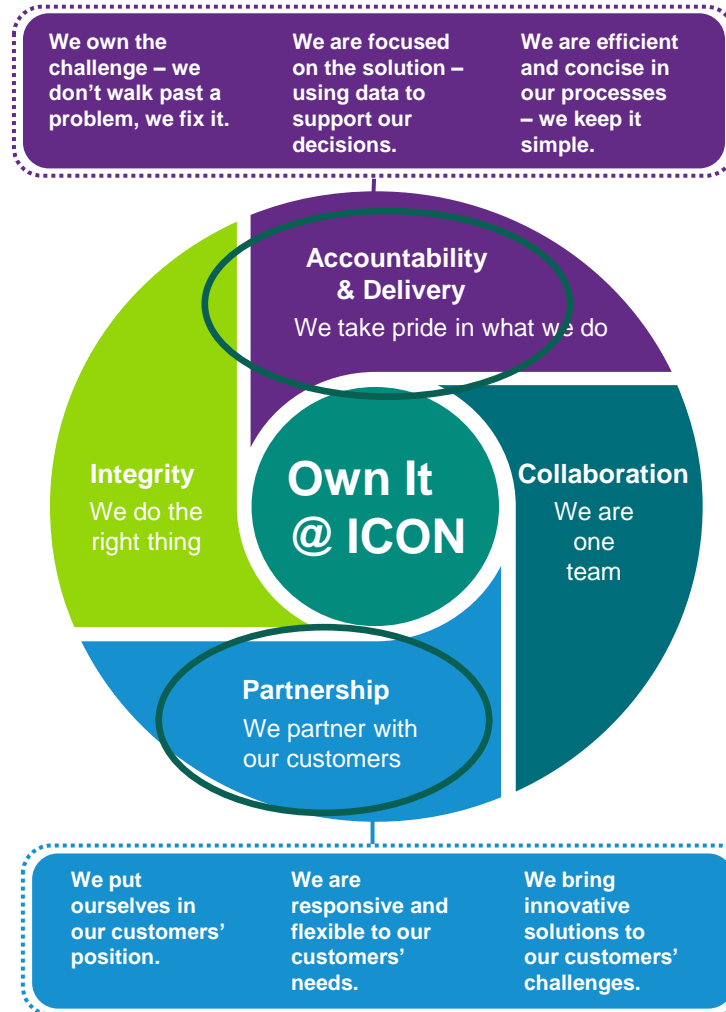 We own the
challenge – we
don’t walk past a
problem, we fix it.
We are focused
on the solution –
using data to
support our
decisions.
We are efficient
and concise in
our processes
– we keep it
simple.
Accountability
& Delivery
We take pride in what we do
Integrity
We do the
right thing
Own It
@ ICON
Collaboration
We are
one
team
Partnership
We partner with
our customers
We put
ourselves in
our customers’
position.
We are
responsive and
flexible to our
customers’
needs.
We bring
innovative
solutions to
our customers’
challenges.